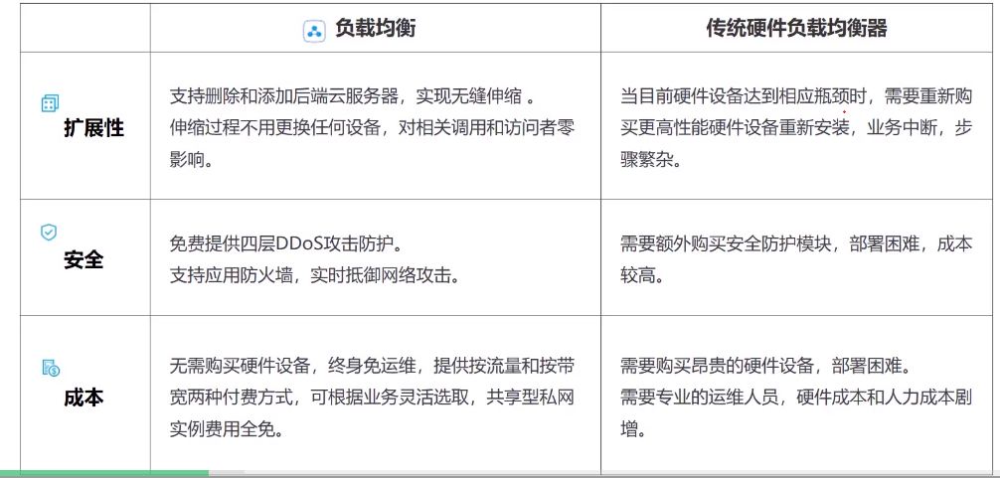 负载均衡
传统硬件负载均衡器
扩展性
支持删除和添加后端云服务器，实现无缝伸缩 。
伸缩过程不用更换任何设备，对相关调用和访问者零
影响。
当目前硬件设备达到相应瓶颈时，需要重新购
买更高性能硬件设备重新安装，业务中断，步
骤繁杂。
安全
免费提供四层DDoS攻击防护。
支持应用防火墙，实时抵御网络攻击。
需要额外购买安全防护模块，部署困难，成本
较高。
成本
无需购买硬件设备，终身免运维，提供按流量和按带
宽两种付费方式，可根据业务灵活选取，共享型私网
实例费用全免。
需要购买昂贵的硬件设备，部署困难。
需要专业的运维人员，硬件成本和人力成本剧
增。